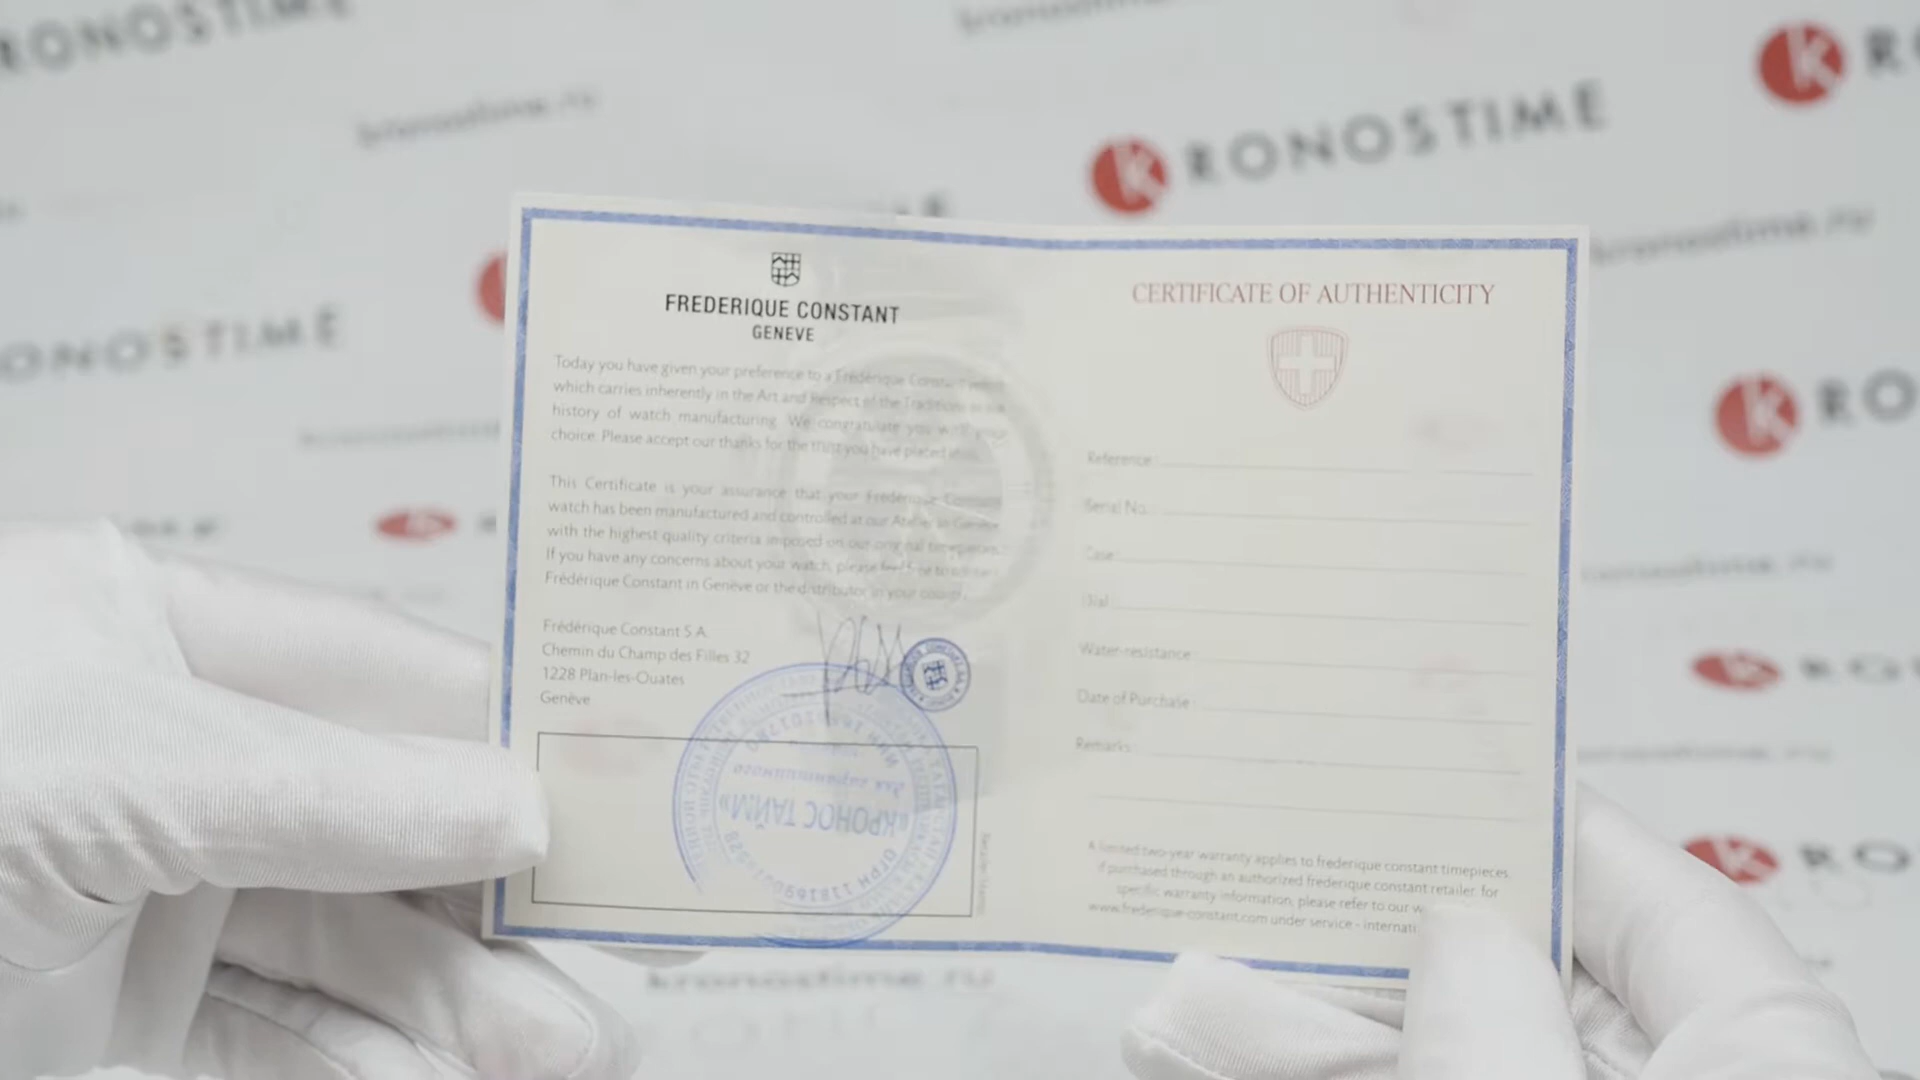 KRONOSTIME
kronostime.ru
KRONOSTIME
kronostime.ru
FREDERIQUE CONSTANT
GENEVE
Today you have given your preference to a Frédérique Constant
which carries inherently in the Art and Respect of the Tradition
history of watch manufacturing. We congratulate you
choice. Please accept our thanks for the trust you have placed
This Certificate is your assurance that your Frédérique Constant
watch has been manufactured and controlled at our Atelier in Genève
with the highest quality criteria imposed on our original timepieces.
If you have any concerns about your watch, please feel free to
Frédérique Constant in Genève or the distributor in your country.
Frédérique Constant S.A.
Chemin du Champ des Filles 32
1228 Plan-les-Ouates
Genève
«КРОНОС ТАЙМ»
CERTIFICATE OF AUTHENTICITY
Reference:
Serial No.:
Case:
Dial:
Water-resistance:
Date of Purchase:
Remarks:
A limited two-year warranty applies to frederique constant timepieces
if purchased through an authorized frederique constant retailer. for
specific warranty information, please refer to our
www.frederique-constant.com under service - internati
kronostime.ru